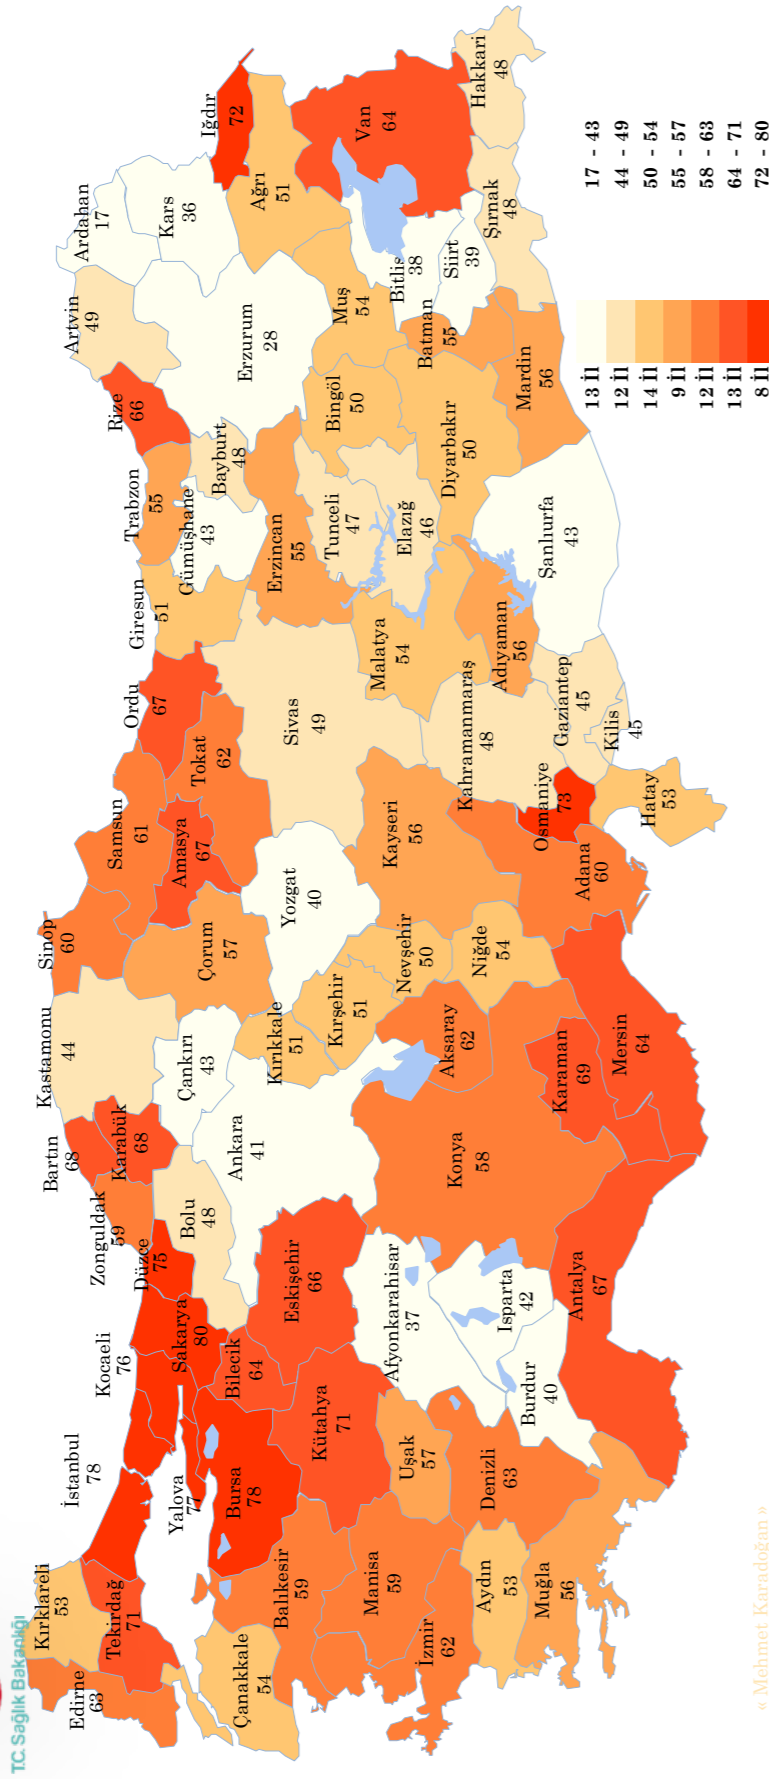 T.C. Sağlık Bakanlığı
Edirne
63
Kırklareli
53
Tekirdağ
71
İstanbul
78
Kocaeli
76
Yalova
77
Sakarya
80
Düzce
75
Zonguldak
59
Bartın
68
Karabük
68
Kastamonu
44
Sinop
60
Samsun
61
Ordu
67
Giresun
51
Trabzon
55
Rize
66
Artvin
49
Ardahan
17
Kars
36
Iğdır
72
Ağrı
51
Erzurum
28
Bayburt
48
Gümüşhane
43
Tokat
62
Amasya
67
Çorum
57
Çankırı
43
Bolu
48
Ankara
41
Kırıkkale
51
Yozgat
40
Sivas
49
Erzincan
55
Tunceli
47
Bingöl
50
Muş
54
Van
64
Bitlis
38
Siirt
39
Hakkari
48
Şırnak
48
Batman
55
Mardin
56
Diyarbakır
50
Elazığ
46
Malatya
54
Adıyaman
56
Şanlıurfa
43
Gaziantep
45
Kilis
45
Kahramanmaraş
48
Osmaniye
73
Hatay
53
Adana
60
Kayseri
56
Nevşehir
50
Kırşehir
51
Niğde
54
Aksaray
62
Konya
58
Karaman
69
Mersin
64
Antalya
67
Isparta
42
Burdur
40
Afyonkarahisar
37
Eskişehir
66
Bilecik
64
Bursa
78
Kütahya
71
Uşak
57
Denizli
63
Balıkesir
59
Çanakkale
54
Manisa
59
İzmir
62
Aydın
53
Muğla
56
13 İl 17 - 43
12 İl 44 - 49
14 İl 50 - 54
9 İl 55 - 57
12 İl 58 - 63
13 İl 64 - 71
8 İl 72 - 80
« Mehmet Karadoğan »